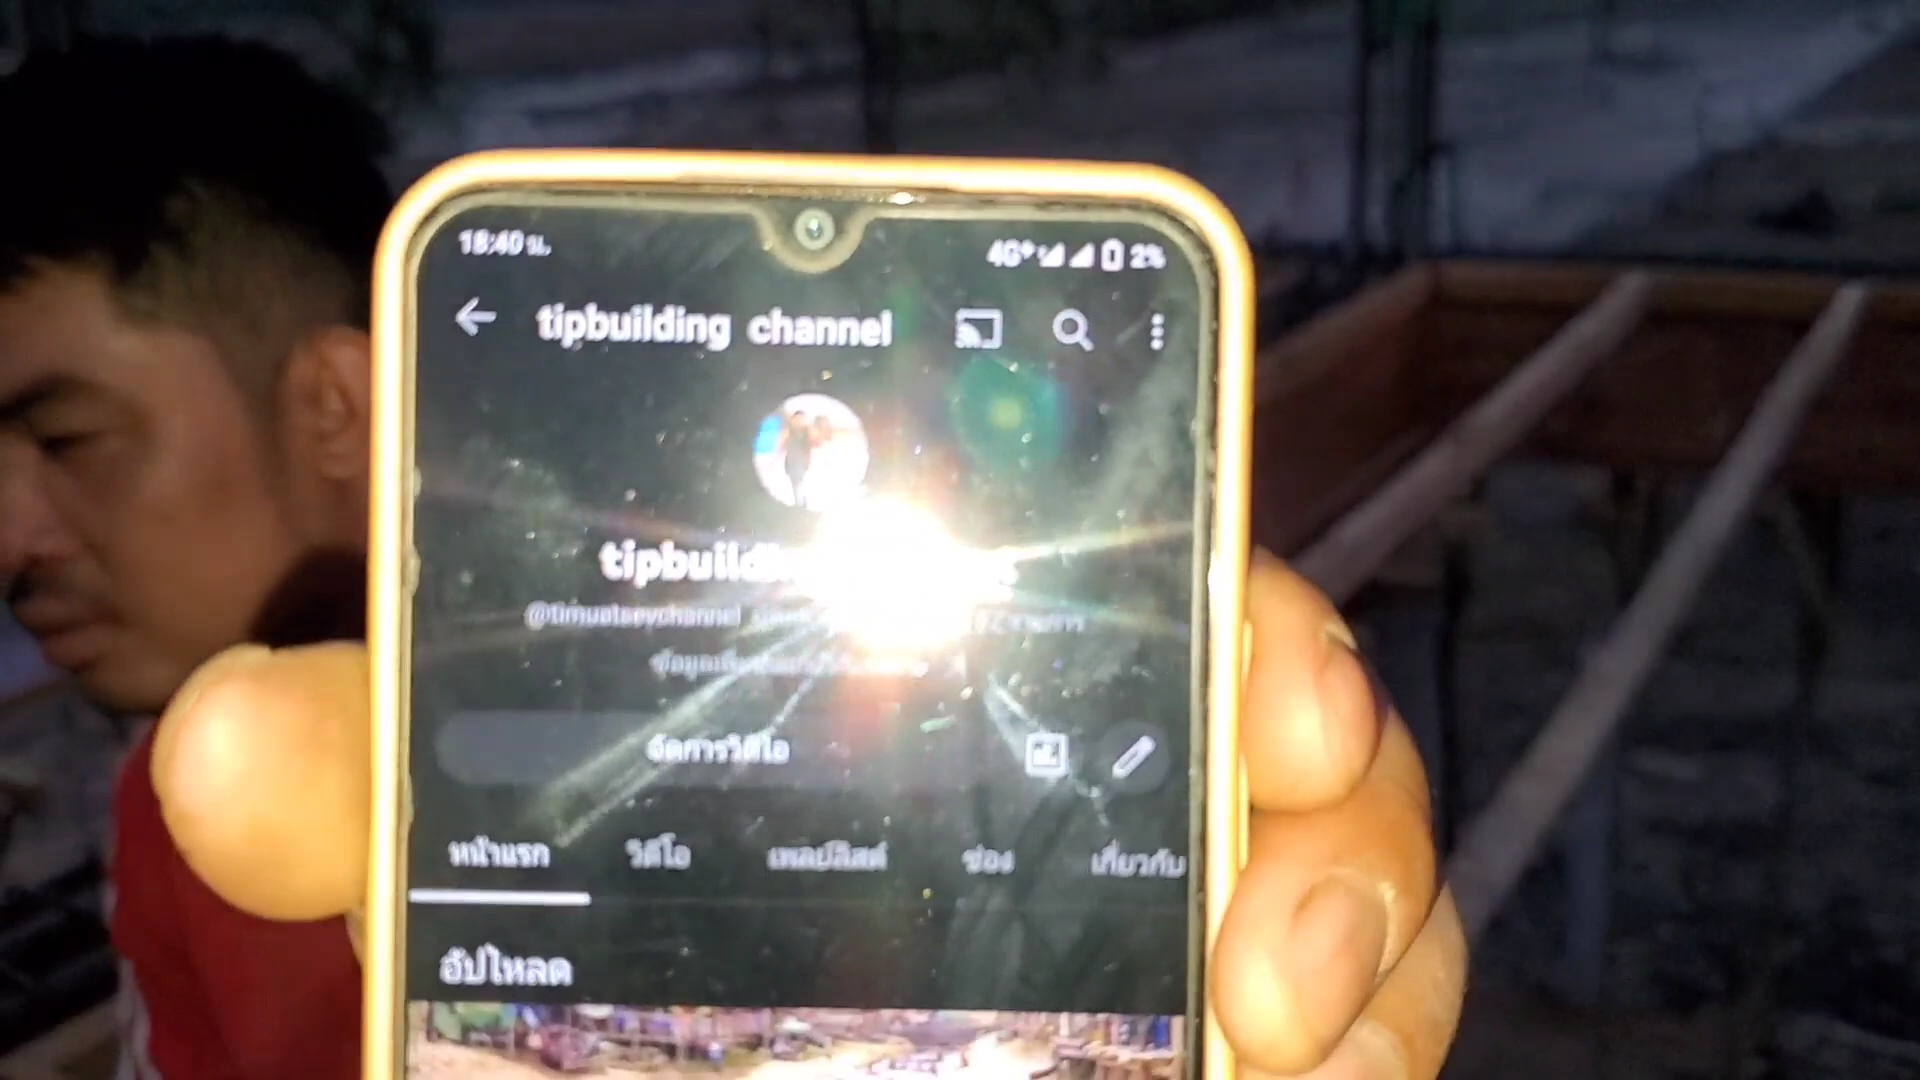 18:40 น.
4G+ 2%
tipbuilding channel
จัดการวิดีโอ
หน้าแรก วิดีโอ เพลย์ลิสต์ ช่อง เกี่ยวกับ
อัปโหลด